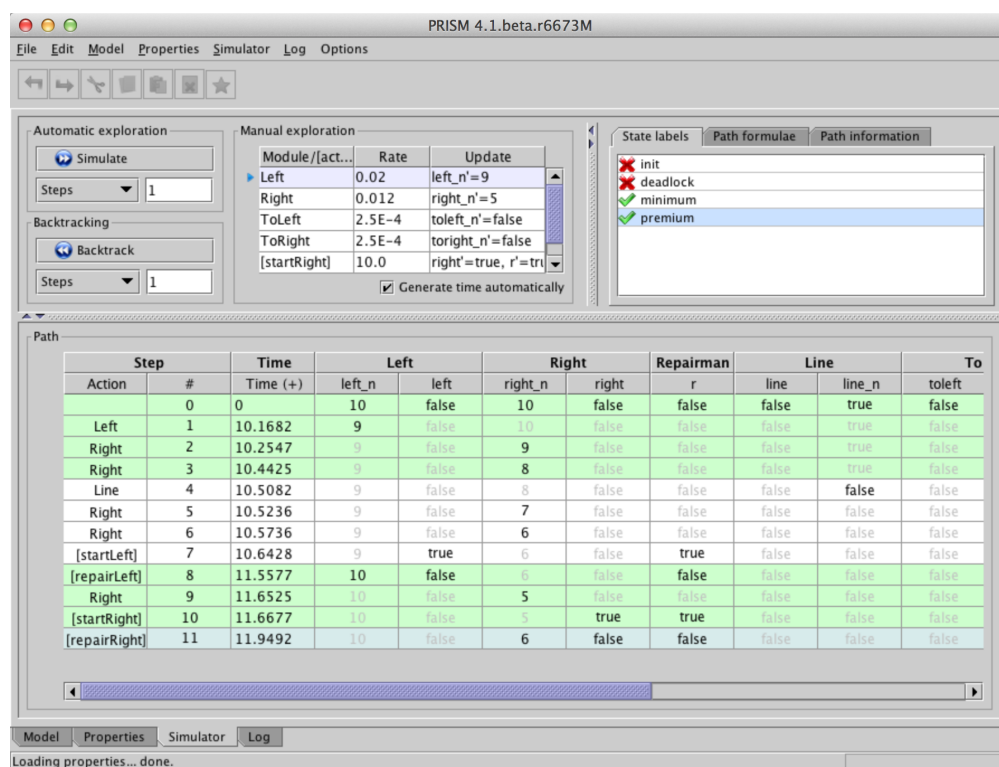 PRISM 4.1.beta.r6673M
File Edit Model Properties Simulator Log Options
Automatic exploration
Simulate
Steps 1
Backtracking
Backtrack
Steps 1
Manual exploration
Module/[act... Rate Update
Left 0.02 left_n'=9
Right 0.012 right_n'=5
ToLeft 2.5E-4 toleft_n'=false
ToRight 2.5E-4 toright_n'=false
[startRight] 10.0 right'=true, r'=tru
Generate time automatically
State labels Path formulae Path information
init
deadlock
minimum
premium
Path
Step Time Left Right Repairman Line To
Action # Time (+) left_n left right_n right r line line_n toleft
0 0 10 false 10 false false false true false
Left 1 10.1682 9 false 10 false false false true false
Right 2 10.2547 9 false 9 false false false true false
Right 3 10.4425 9 false 8 false false false true false
Line 4 10.5082 9 false 8 false false false false false
Right 5 10.5236 9 false 7 false false false false false
Right 6 10.5736 9 false 6 false false false false false
[startLeft] 7 10.6428 9 true 6 false true false false false
[repairLeft] 8 11.5577 10 false 6 false false false false false
Right 9 11.6525 10 false 5 false false false false false
[startRight] 10 11.6677 10 false 5 true true false false false
[repairRight] 11 11.9492 10 false 6 false false false false false
Model Properties Simulator Log
Loading properties... done.